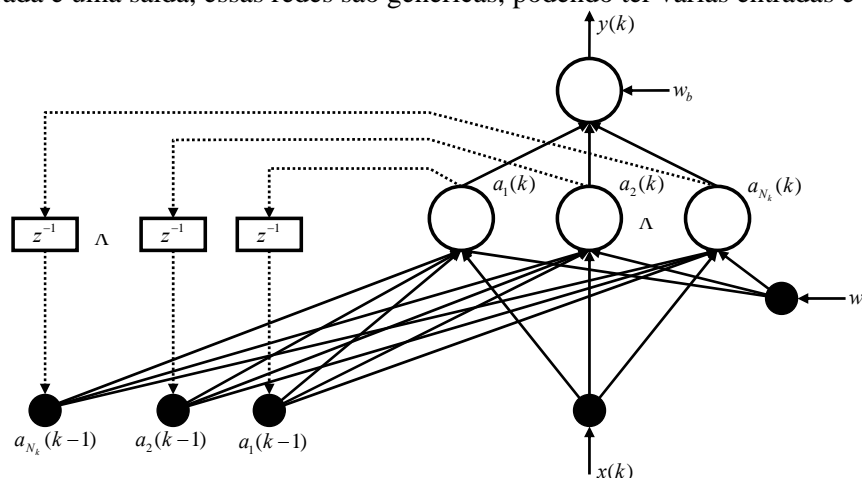 ada e uma saída, essas redes são genéricas, podendo ter várias entradas e
y(k)
w_b
a_1(k) a_2(k) a_{N_k}(k)
z^{-1} Λ z^{-1} z^{-1} Λ
w
a_{N_k}(k−1) a_2(k−1) a_1(k−1)
x(k)